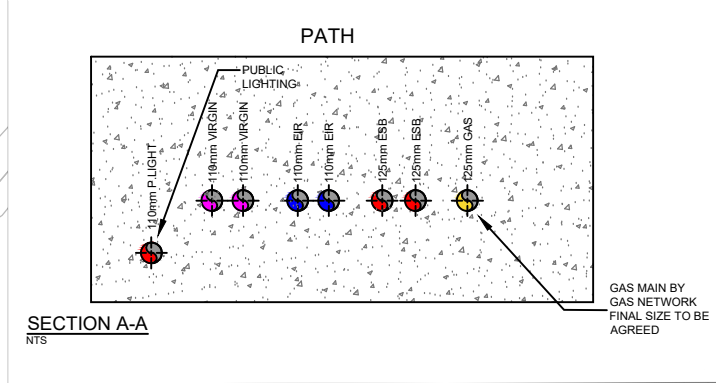 PATH
PUBLIC
LIGHTING
110mm P.LIGHT
110mm VIRGIN
110mm VIRGIN
110mm EIR
110mm EIR
125mm ESB
125mm ESB
125mm GAS
GAS MAIN BY
GAS NETWORK
FINAL SIZE TO BE
AGREED
SECTION A-A
NTS